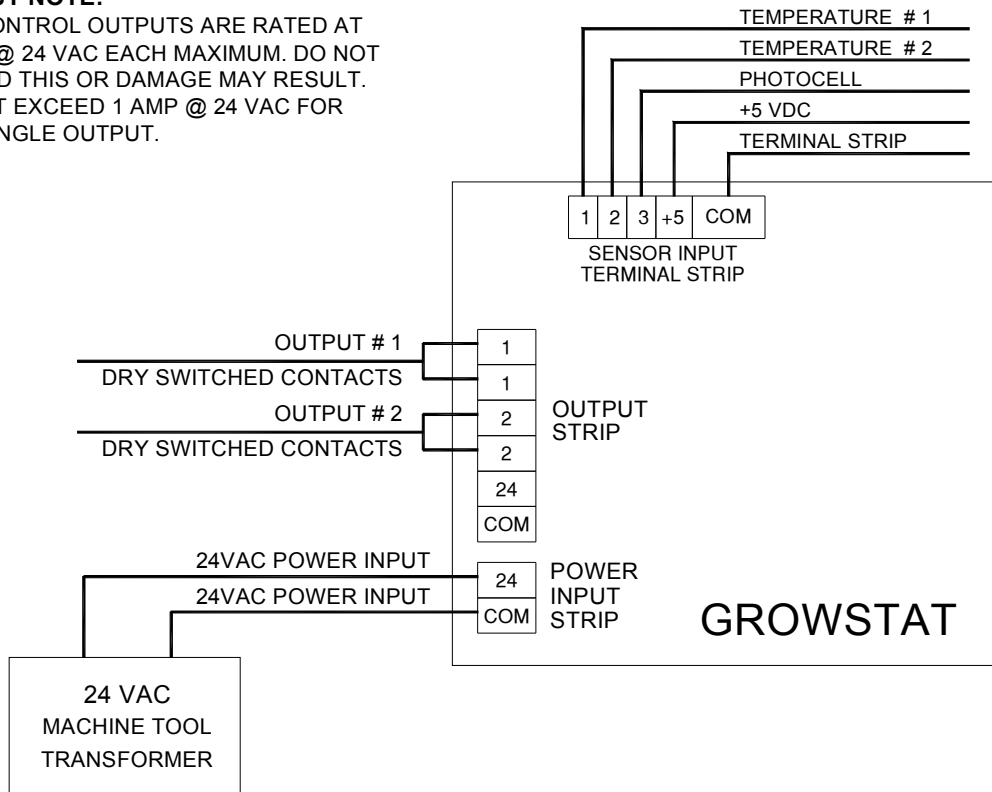 NOTE:
ONTROL OUTPUTS ARE RATED AT
@ 24 VAC EACH MAXIMUM. DO NOT
D THIS OR DAMAGE MAY RESULT.
T EXCEED 1 AMP @ 24 VAC FOR
NGLE OUTPUT.
TEMPERATURE # 1
TEMPERATURE # 2
PHOTOCELL
+5 VDC
TERMINAL STRIP
1 2 3 +5 COM
SENSOR INPUT
TERMINAL STRIP
OUTPUT # 1
DRY SWITCHED CONTACTS
OUTPUT # 2
DRY SWITCHED CONTACTS
1
1
2
2
24
COM
OUTPUT
STRIP
24VAC POWER INPUT
24VAC POWER INPUT
24
COM
POWER
INPUT
STRIP
GROWSTAT
24 VAC
MACHINE TOOL
TRANSFORMER